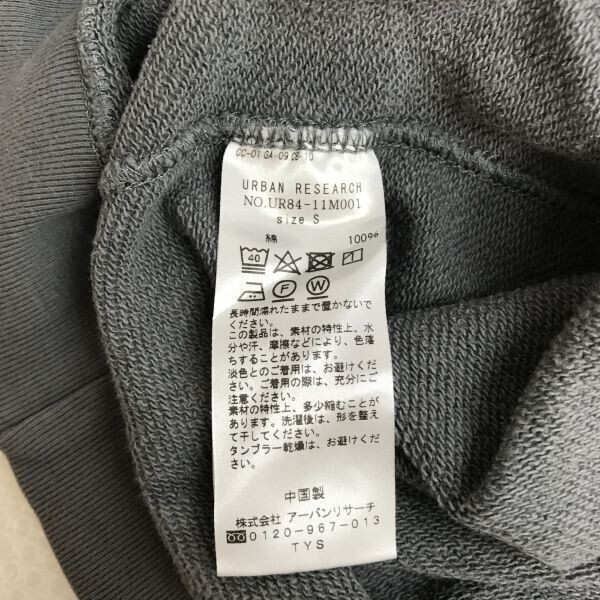 CC-01 GA-09 CB-10
URBAN RESEARCH
NO.UR84-11M001
size S
綿 100%
40
F W
長時間濡れたままで置かないで
ください。
この製品は、素材の特性上、水
分や汗、摩擦などにより、色落
ちすることがあります。
淡色とのご着用は、お避けくだ
さい。ご着用の際は、充分にご
注意ください。
素材の特性上、多少縮むことが
あります。洗濯後は、形を整え
て干してください。
タンブラー乾燥は、お避けくだ
さい。
中国製
株式会社 アーバンリサーチ
0120-967-013
TYS